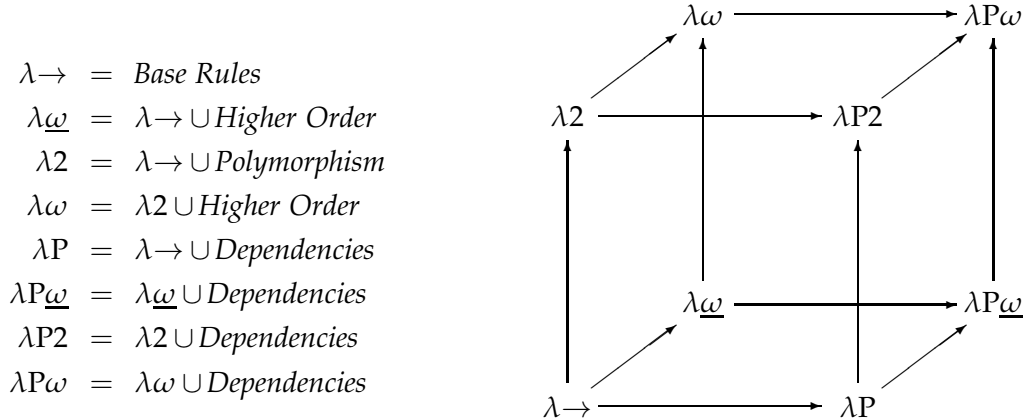 λ→ = Base Rules
λω̲ = λ→ ∪ Higher Order
λ2 = λ→ ∪ Polymorphism
λω = λ2 ∪ Higher Order
λP = λ→ ∪ Dependencies
λPω̲ = λω̲ ∪ Dependencies
λP2 = λ2 ∪ Dependencies
λPω = λω ∪ Dependencies
λω λPω
λ2 λP2
λω̲ λPω̲
λ→ λP